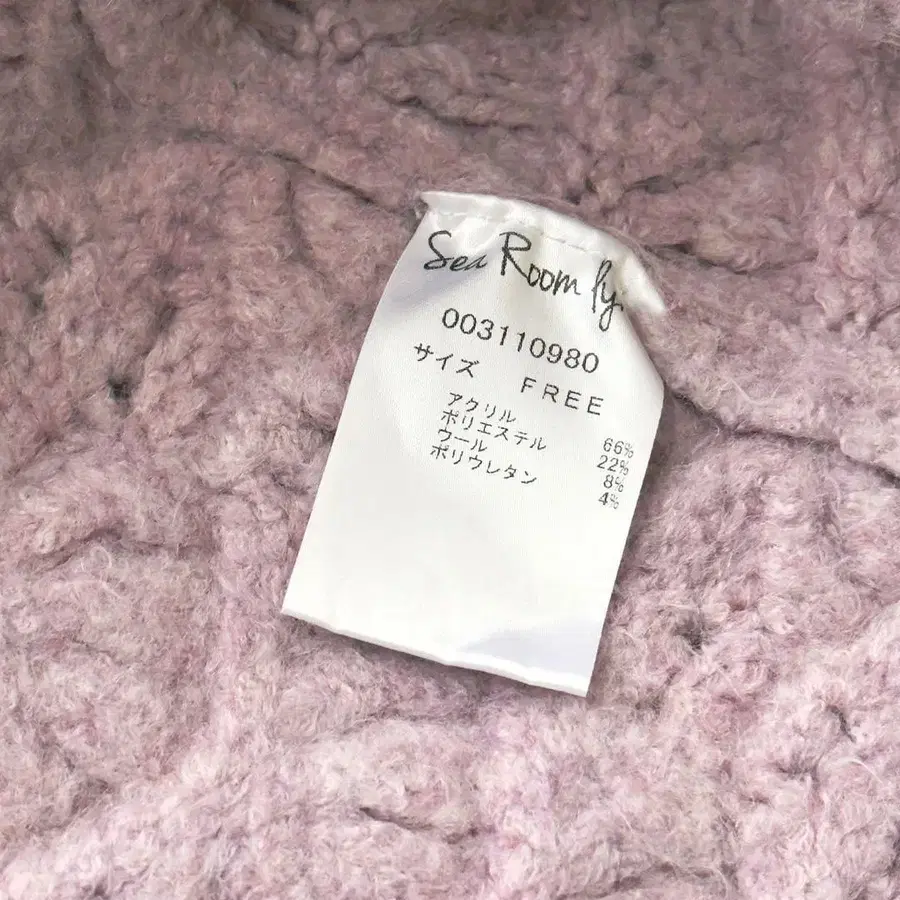 Sea Room ly.
003110980
サイズ FREE
アクリル 66%
ポリエステル 22%
ウール 8%
ポリウレタン 4%